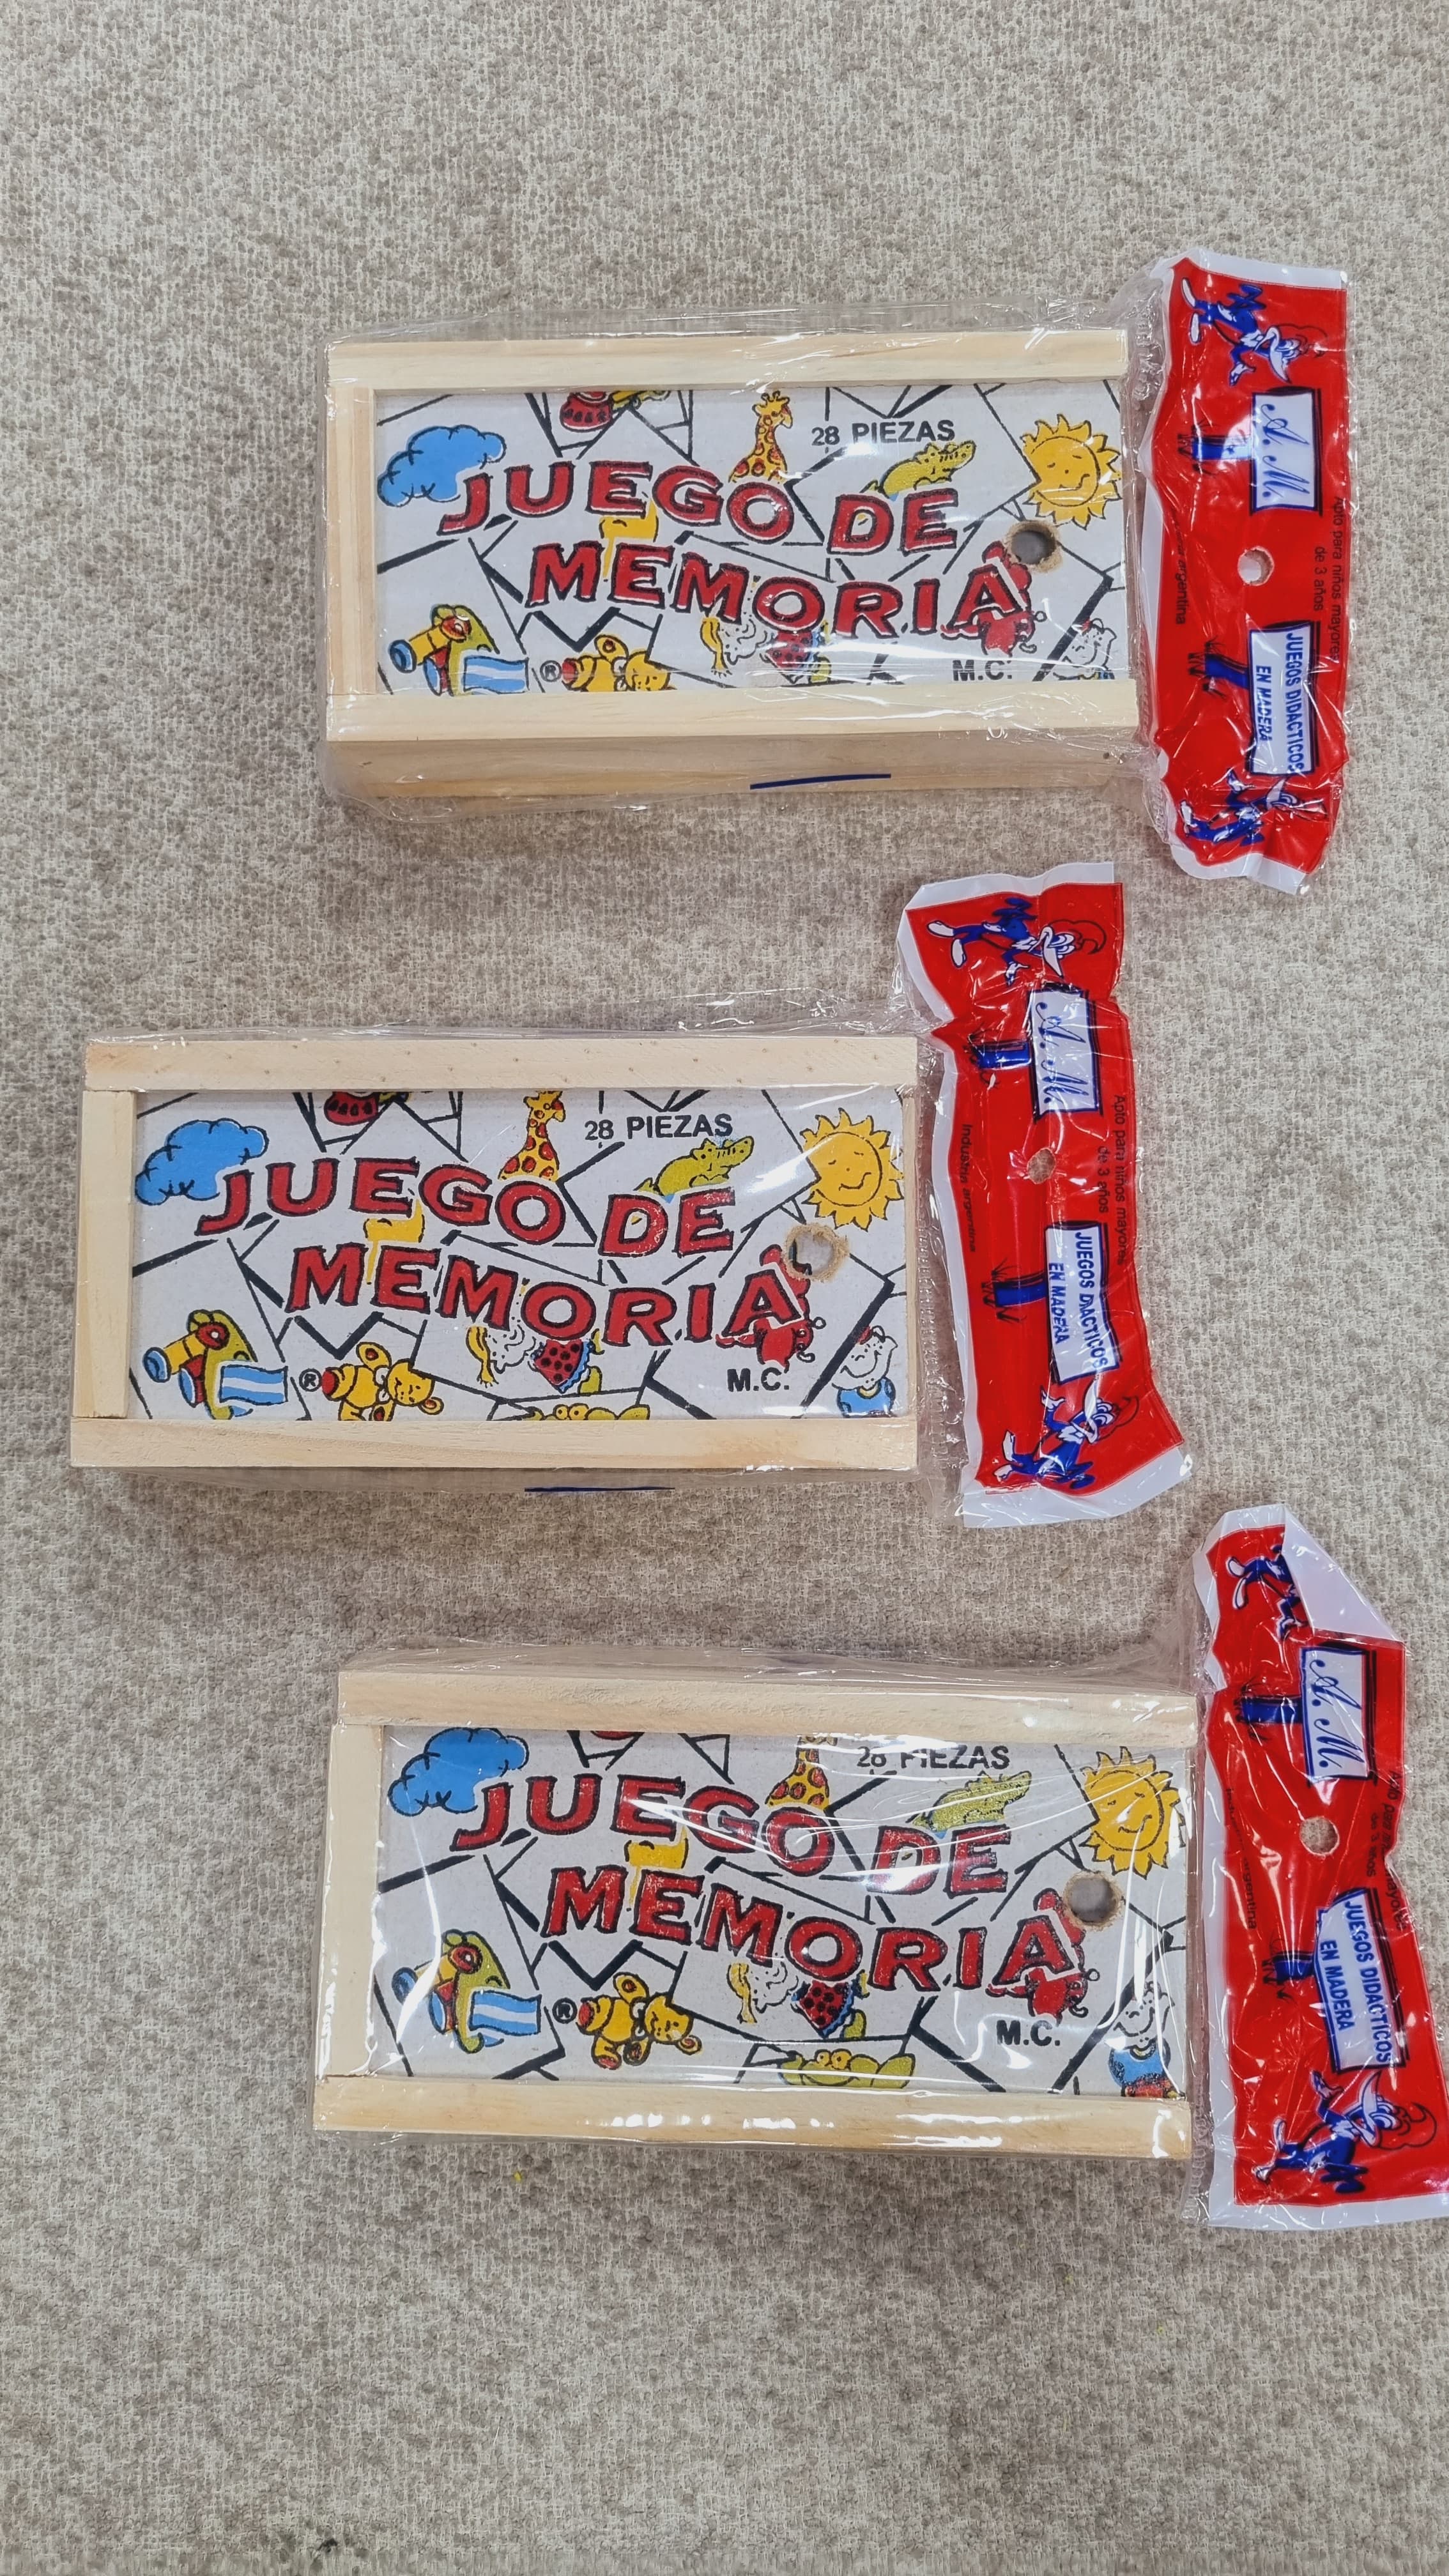 28 PIEZAS
JUEGO DE
MEMORIA
®
M.C.
A. M.
Apto para niños mayores
de 3 años
argentina
JUEGOS DIDACTICOS
EN MADERA
28 PIEZAS
JUEGO DE
MEMORIA
®
M.C.
A. M.
Apto para niños mayores
de 3 años
Industria argentina
JUEGOS DIDACTICOS
EN MADERA
28 PIEZAS
JUEGO DE
MEMORIA
®
M.C.
A. M.
mayores
argentina
JUEGOS DIDACTICOS
EN MADERA